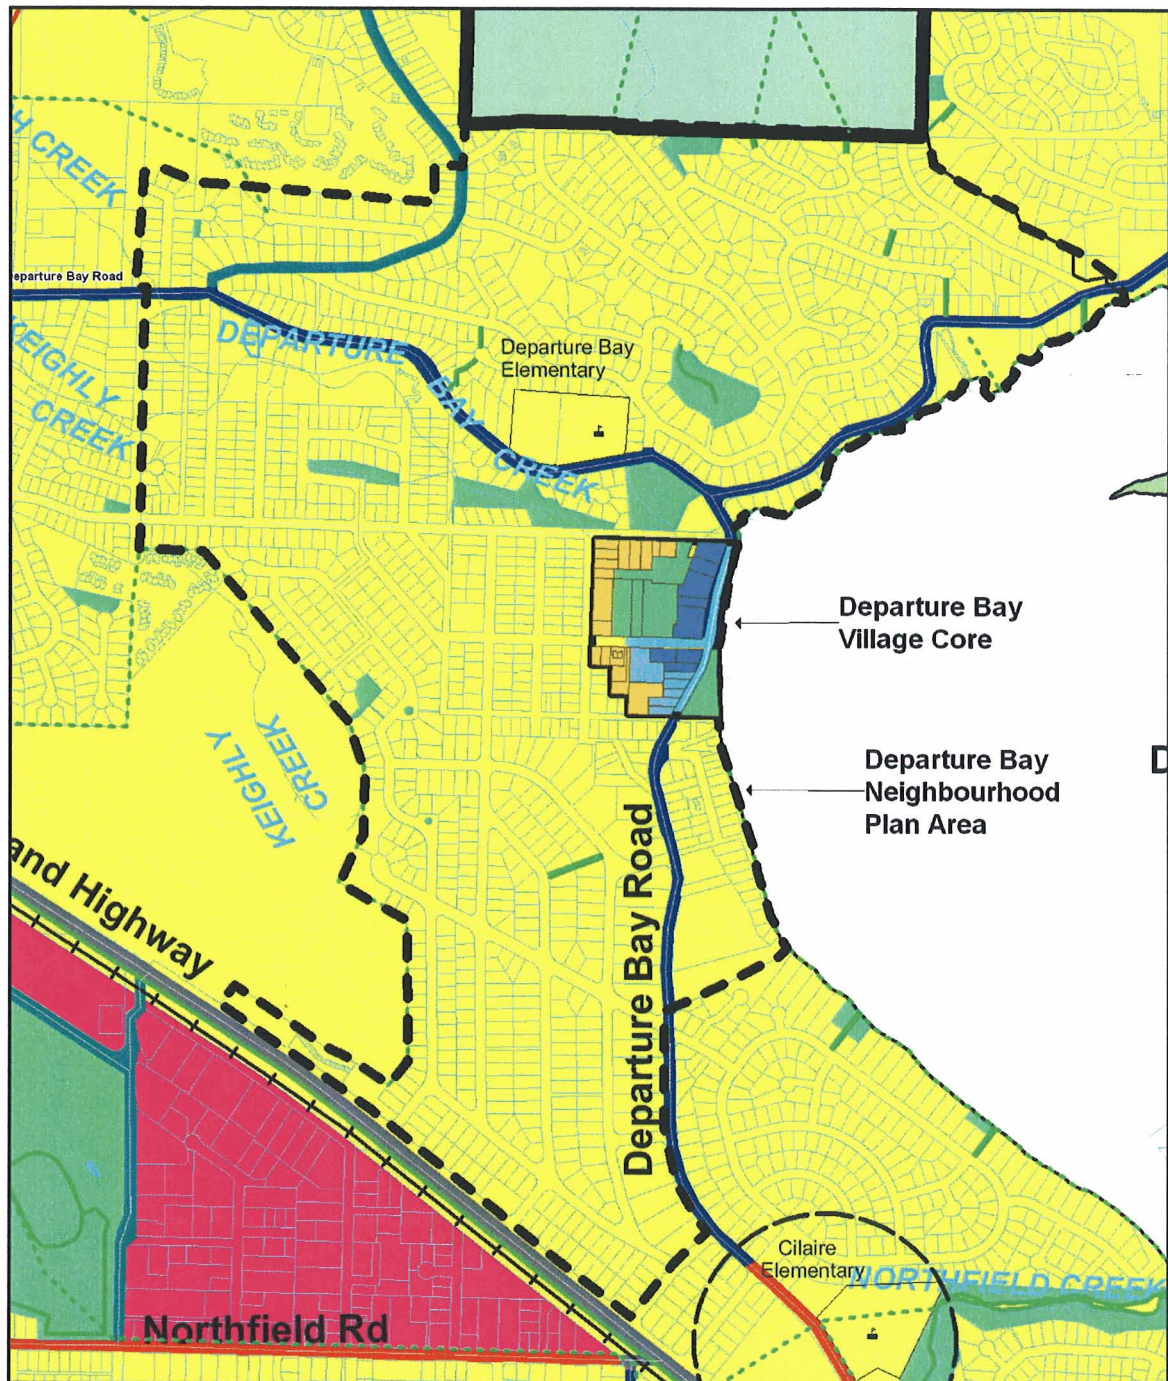 H CREEK
eparture Bay Road
KEIGHLY
CREEK
DEPARTURE
BAY
CREEK
Departure Bay
Elementary
Departure Bay
Village Core
Departure Bay
Neighbourhood
Plan Area
D
KEIGHLY
CREEK
and Highway
Departure Bay Road
Cilaire
Elementary
NORTHFIELD CREEK
Northfield Rd